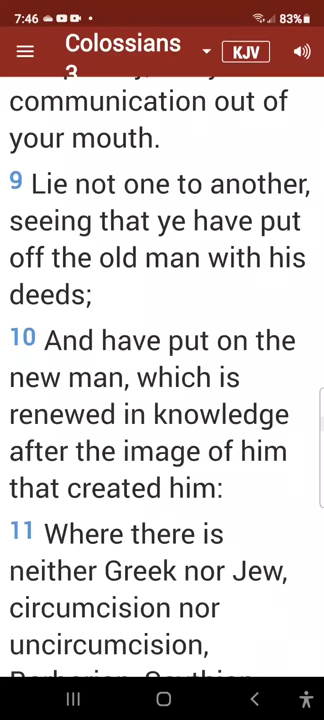 7:46 83%
Colossians
3
KJV
communication out of
your mouth.
9 Lie not one to another,
seeing that ye have put
off the old man with his
deeds;
10 And have put on the
new man, which is
renewed in knowledge
after the image of him
that created him:
11 Where there is
neither Greek nor Jew,
circumcision nor
uncircumcision,
Barbarian, Scythian